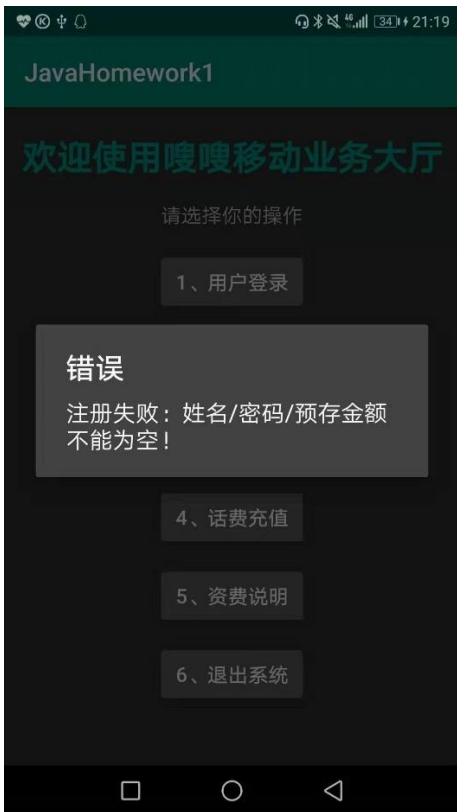 46 34 21:19
JavaHomework1
欢迎使用嗖嗖移动业务大厅
请选择你的操作
1、用户登录
错误
注册失败：姓名/密码/预存金额
不能为空！
4、话费充值
5、资费说明
6、退出系统